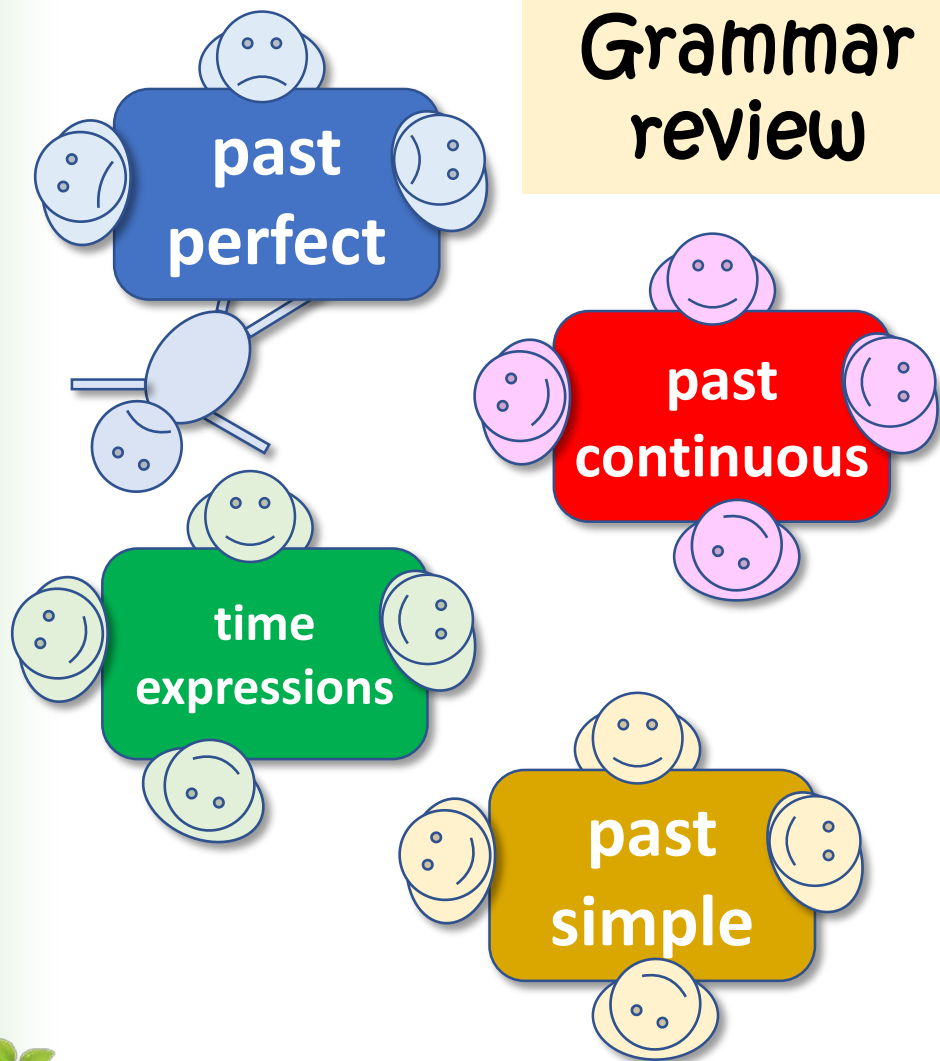 Grammar
review
past
perfect
past
continuous
time
expressions
past
simple